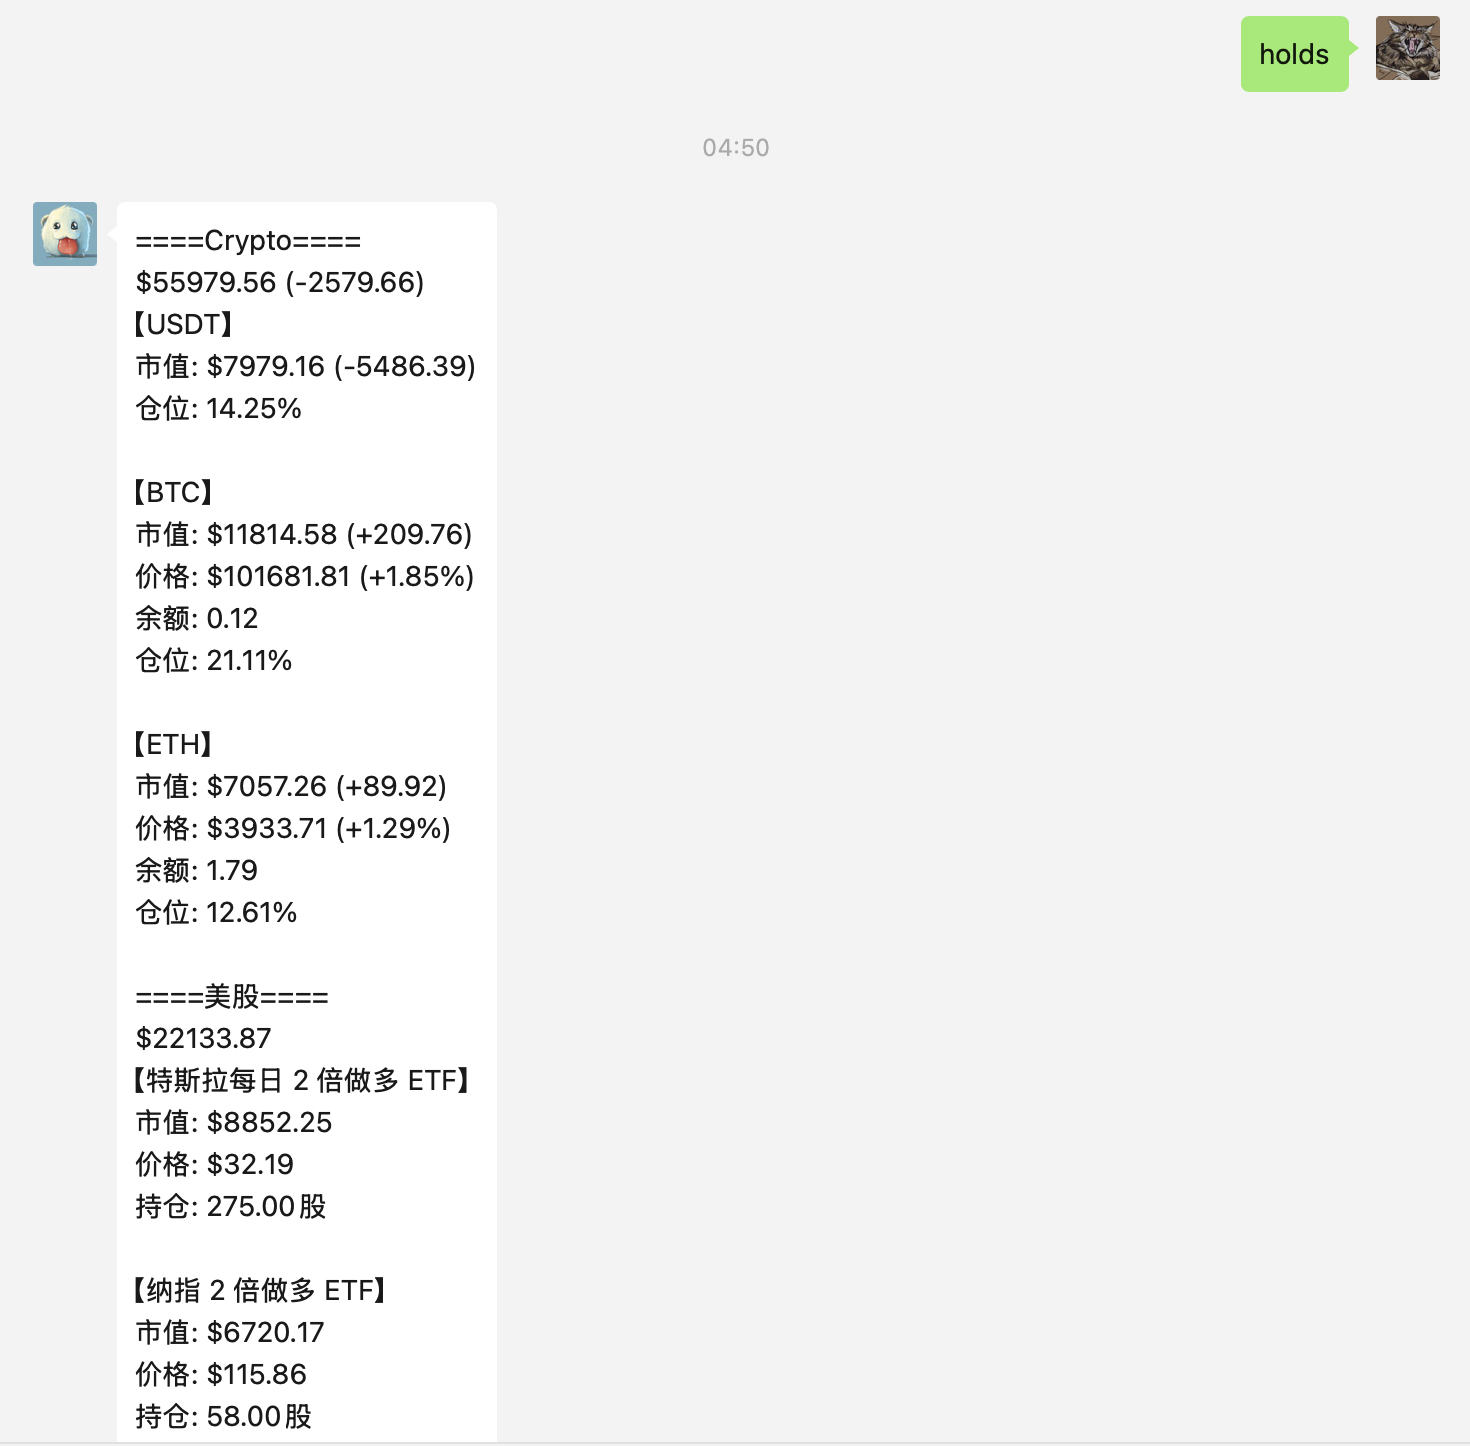 holds
04:50
====Crypto====
$55979.56 (-2579.66)
【USDT】
市值: $7979.16 (-5486.39)
仓位: 14.25%
【BTC】
市值: $11814.58 (+209.76)
价格: $101681.81 (+1.85%)
余额: 0.12
仓位: 21.11%
【ETH】
市值: $7057.26 (+89.92)
价格: $3933.71 (+1.29%)
余额: 1.79
仓位: 12.61%
====美股====
$22133.87
【特斯拉每日 2 倍做多 ETF】
市值: $8852.25
价格: $32.19
持仓: 275.00股
【纳指 2 倍做多 ETF】
市值: $6720.17
价格: $115.86
持仓: 58.00股